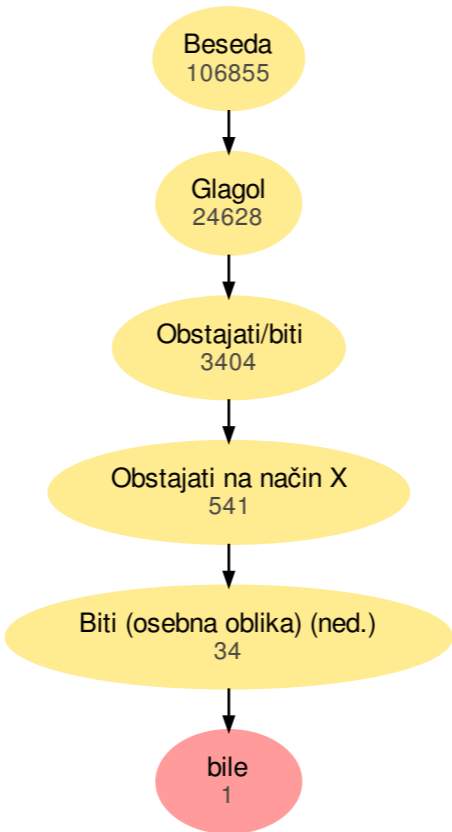 Beseda
106855
Glagol
24628
Obstajati/biti
3404
Obstajati na način X
541
Biti (osebna oblika) (ned.)
34
bile
1